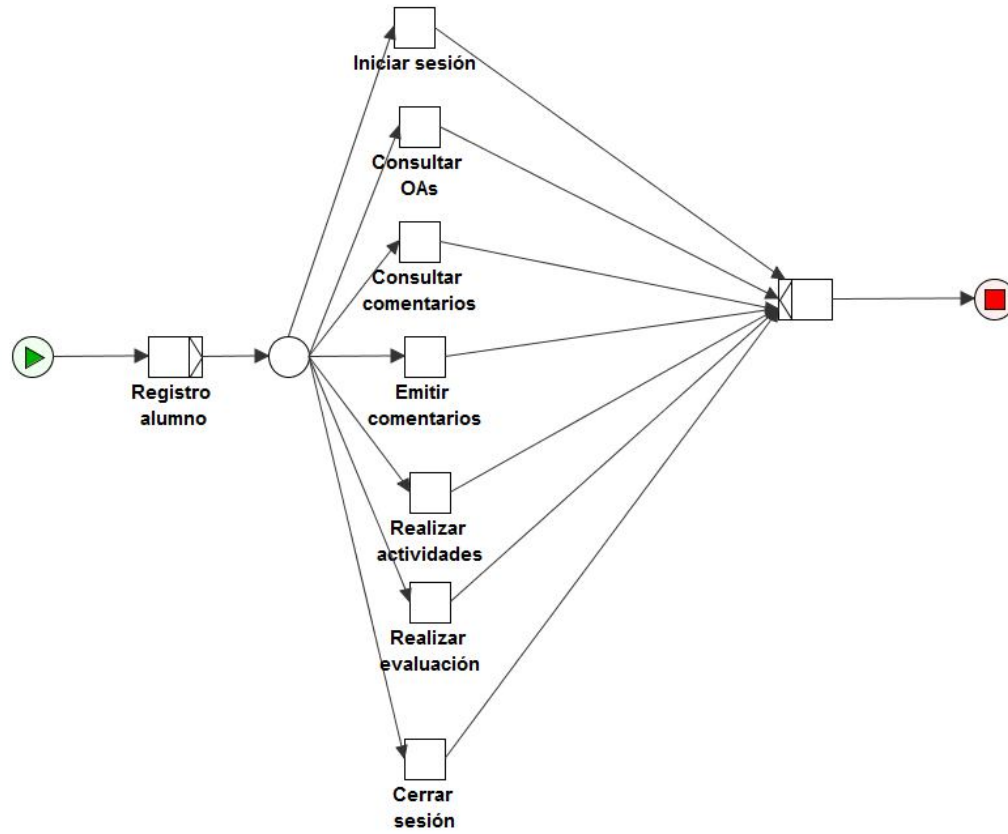 Iniciar sesión
Consultar
OAs
Consultar
comentarios
Registro
alumno
Emitir
comentarios
Realizar
actividades
Realizar
evaluación
Cerrar
sesión